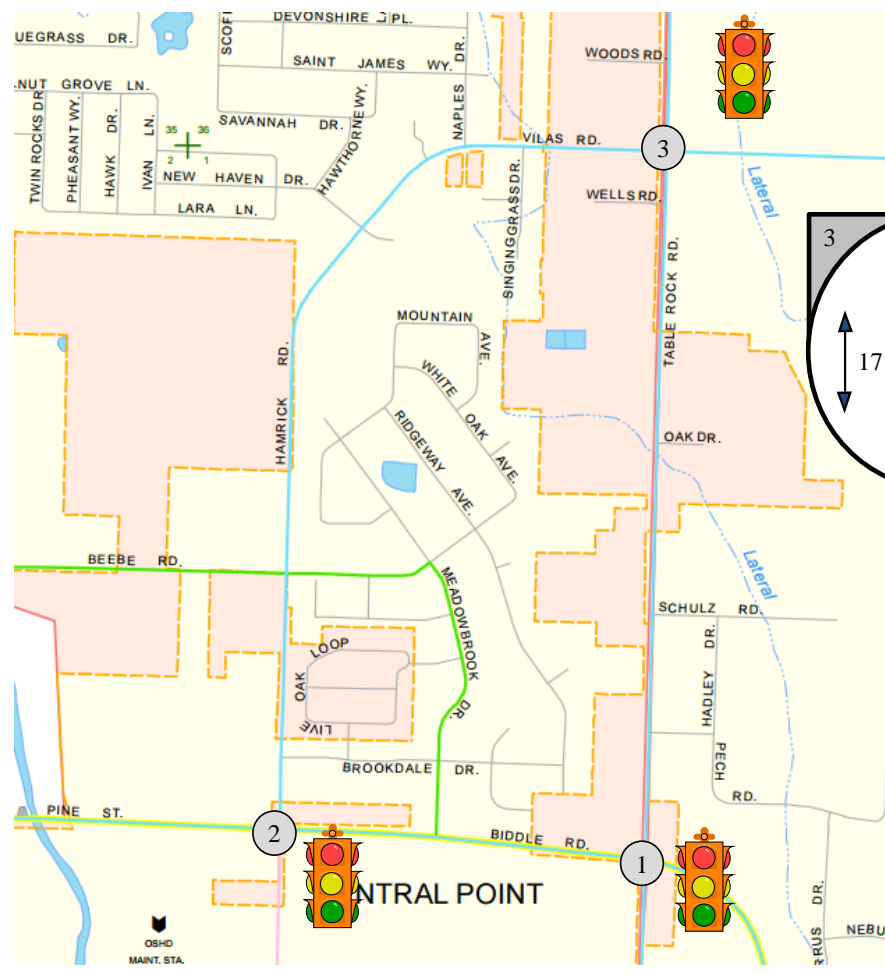 DEVONSHIRE PL.
UEGRASS DR.
SCOFI
WOODS RD.
SAINT JAMES WY.
NAPLES DR.
LNUT GROVE LN.
SAVANNAH DR.
HAWTHORNE WY.
35 36
2 1
VILAS RD.
3
TWIN ROCKS DR.
PHEASANT WY.
HAWK DR.
IVAN LN.
NEW HAVEN DR.
LARA LN.
SINGINGGRASS DR.
WELLS RD.
Lateral
TABLE ROCK RD.
3
17
MOUNTAIN AVE.
HAMRICK RD.
WHITE OAK AVE.
RIDGEWAY AVE.
OAK DR.
BEEBE RD.
MEADOWBROOK DR.
Lateral
SCHULZ RD.
HADLEY DR.
LIVE OAK LOOP
BROOKDALE DR.
PECH RD.
PINE ST.
2
BIDDLE RD.
1
NTRAL POINT
RRUS DR.
NEBU
OSHD
MAINT. STA.